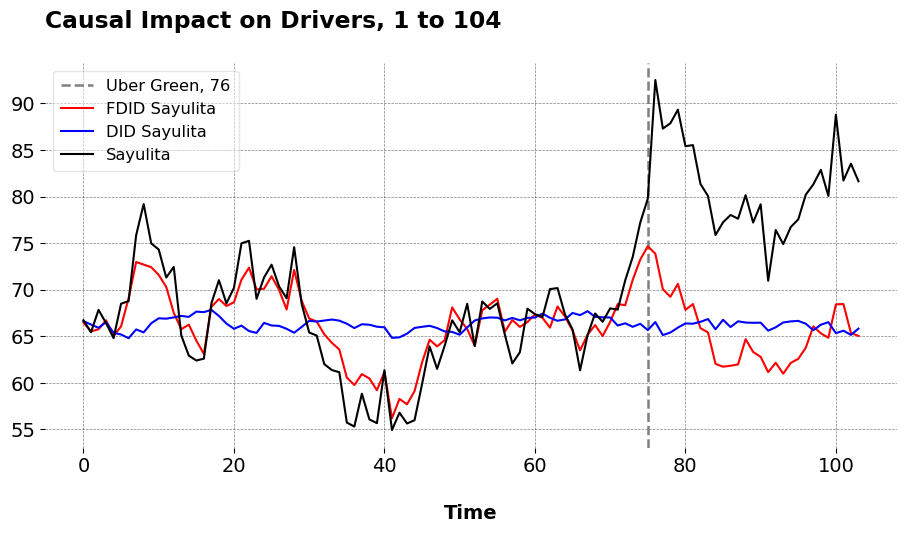 Causal Impact on Drivers, 1 to 104
Uber Green, 76
FDID Sayulita
DID Sayulita
Sayulita
90
85
80
75
70
65
60
55
0 20 40 60 80 100
Time